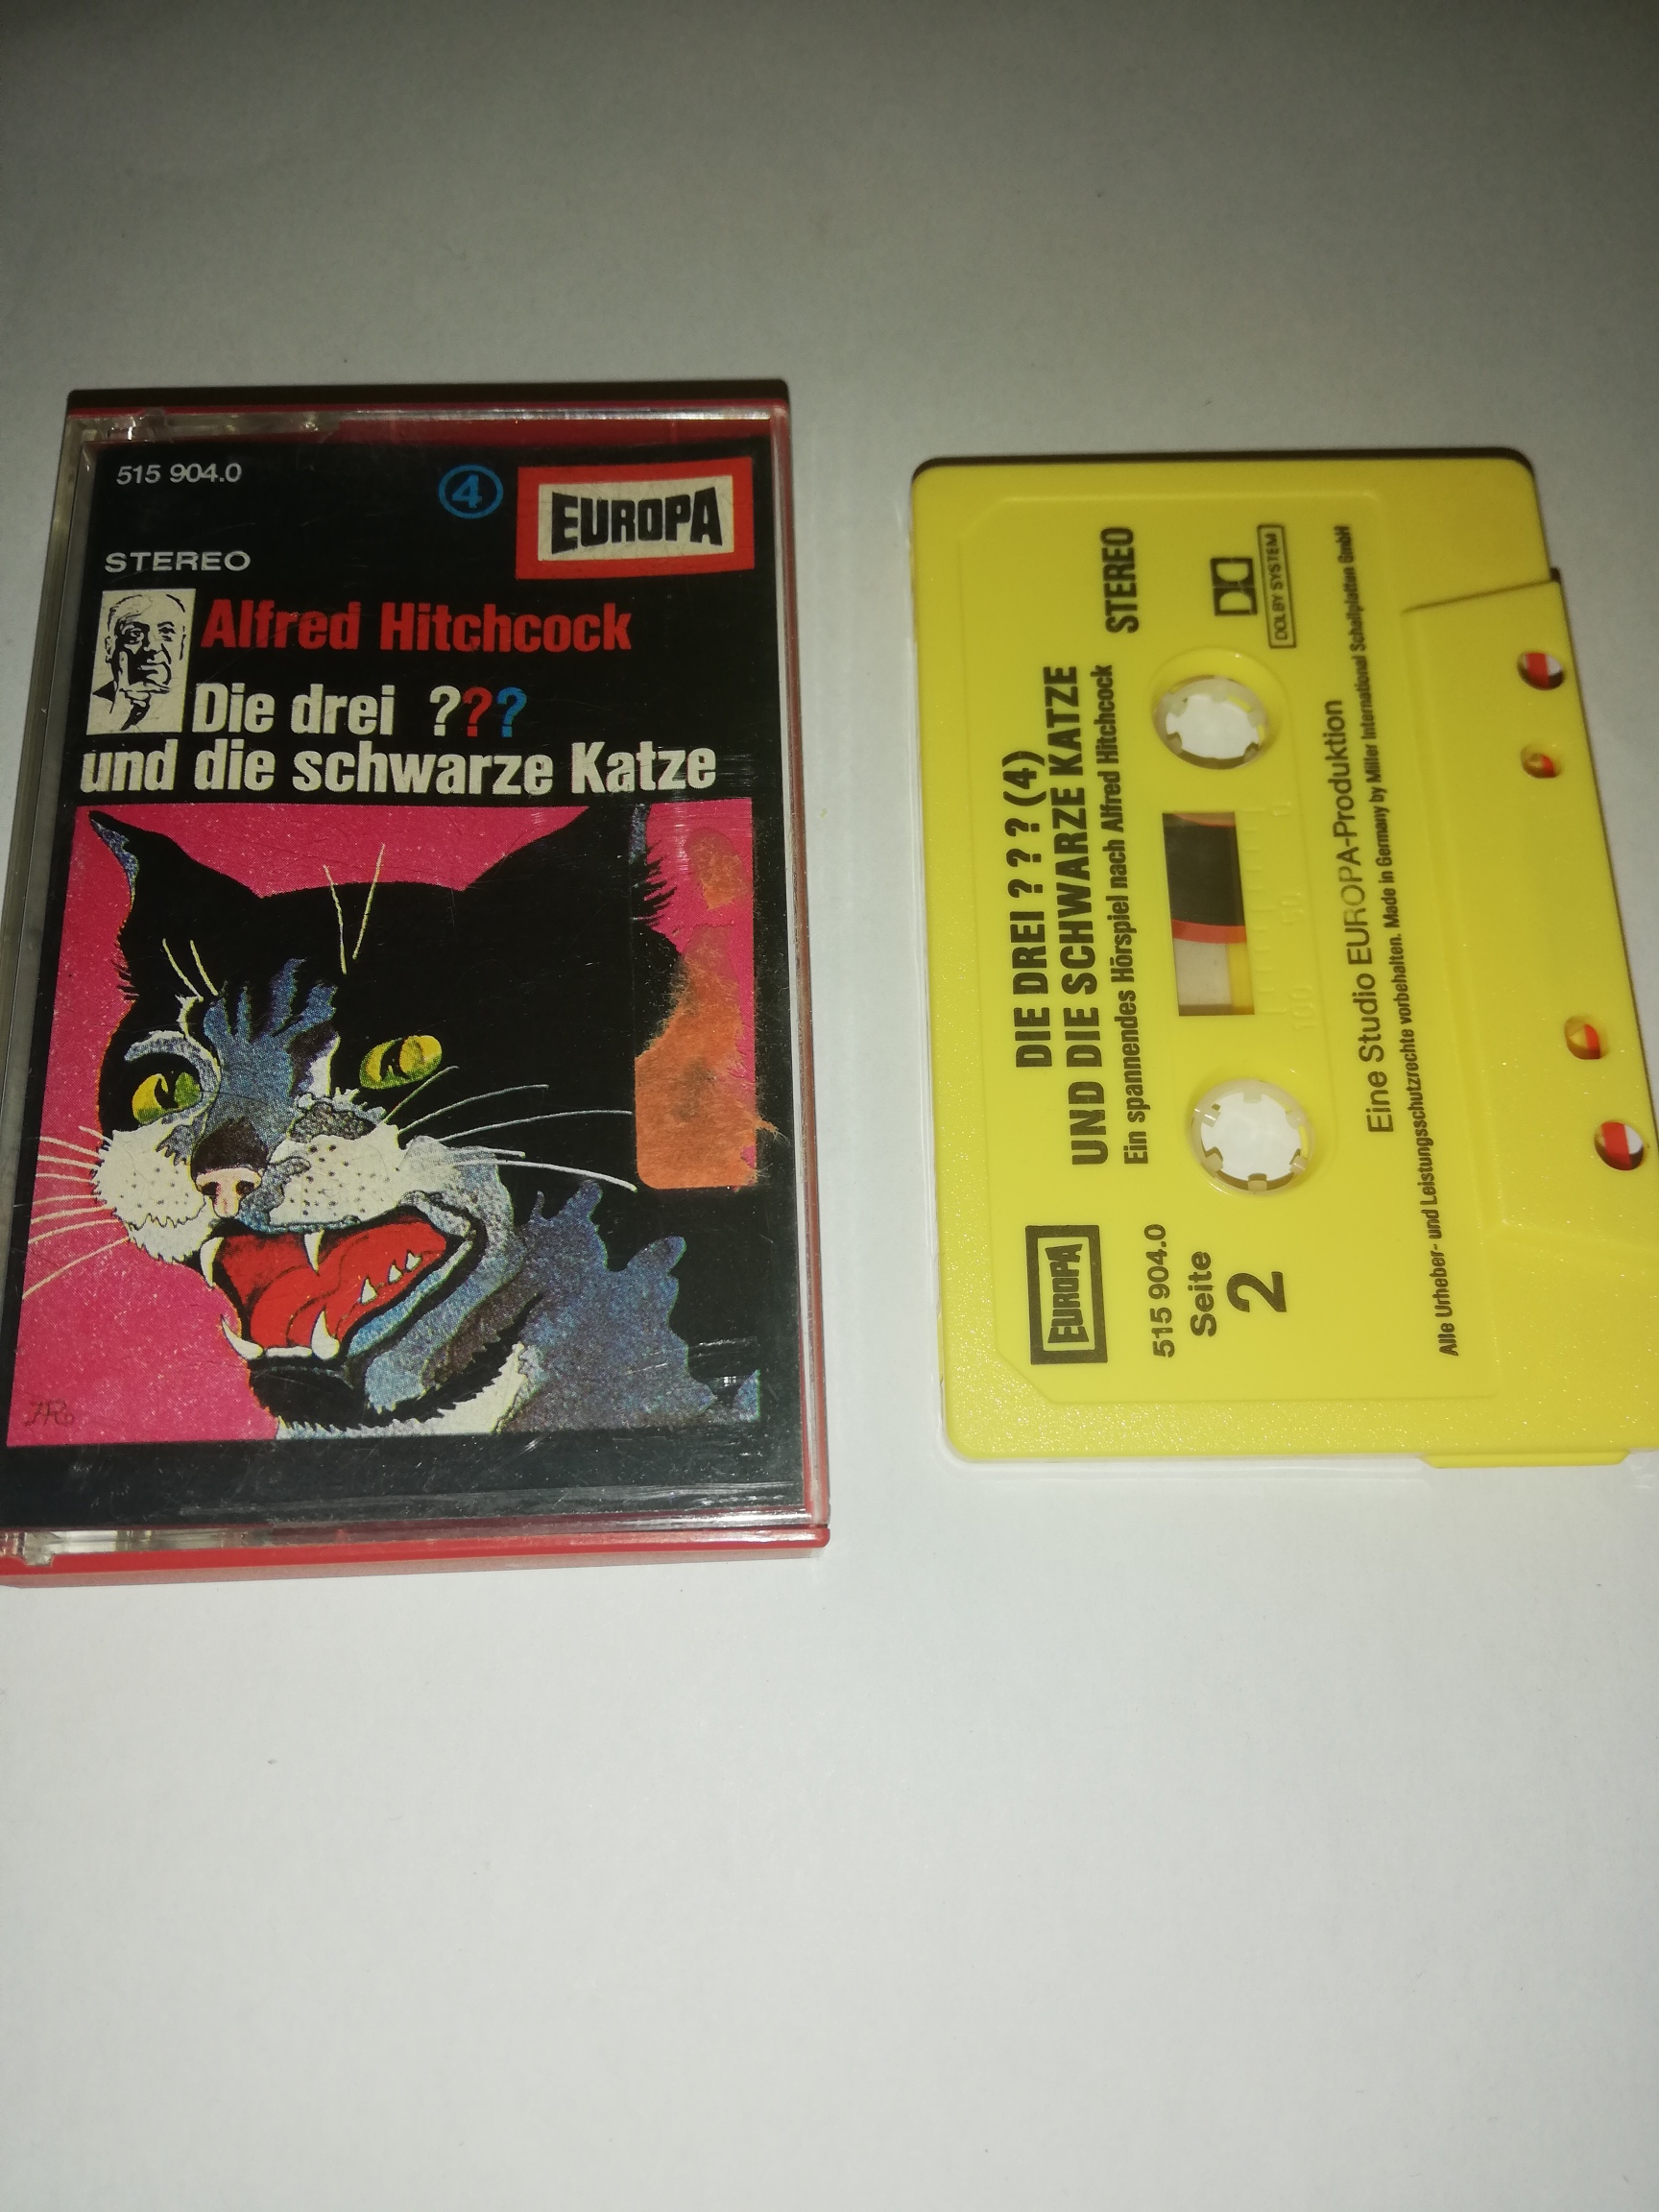 515 904.0
4
EUROPA
STEREO
Alfred Hitchcock
Die drei ???
und die schwarze Katze
DIE DREI ? ? ? (4)
UND DIE SCHWARZE KATZE
STEREO
Ein spannendes Hörspiel nach Alfred Hitchcock
EUROPA
515 904.0
Seite
2
DOLBY SYSTEM
100 50
Eine Studio EUROPA-Produktion
Alle Urheber- und Leistungsschutzrechte vorbehalten. Made in Germany by Miller International Schallplatten GmbH